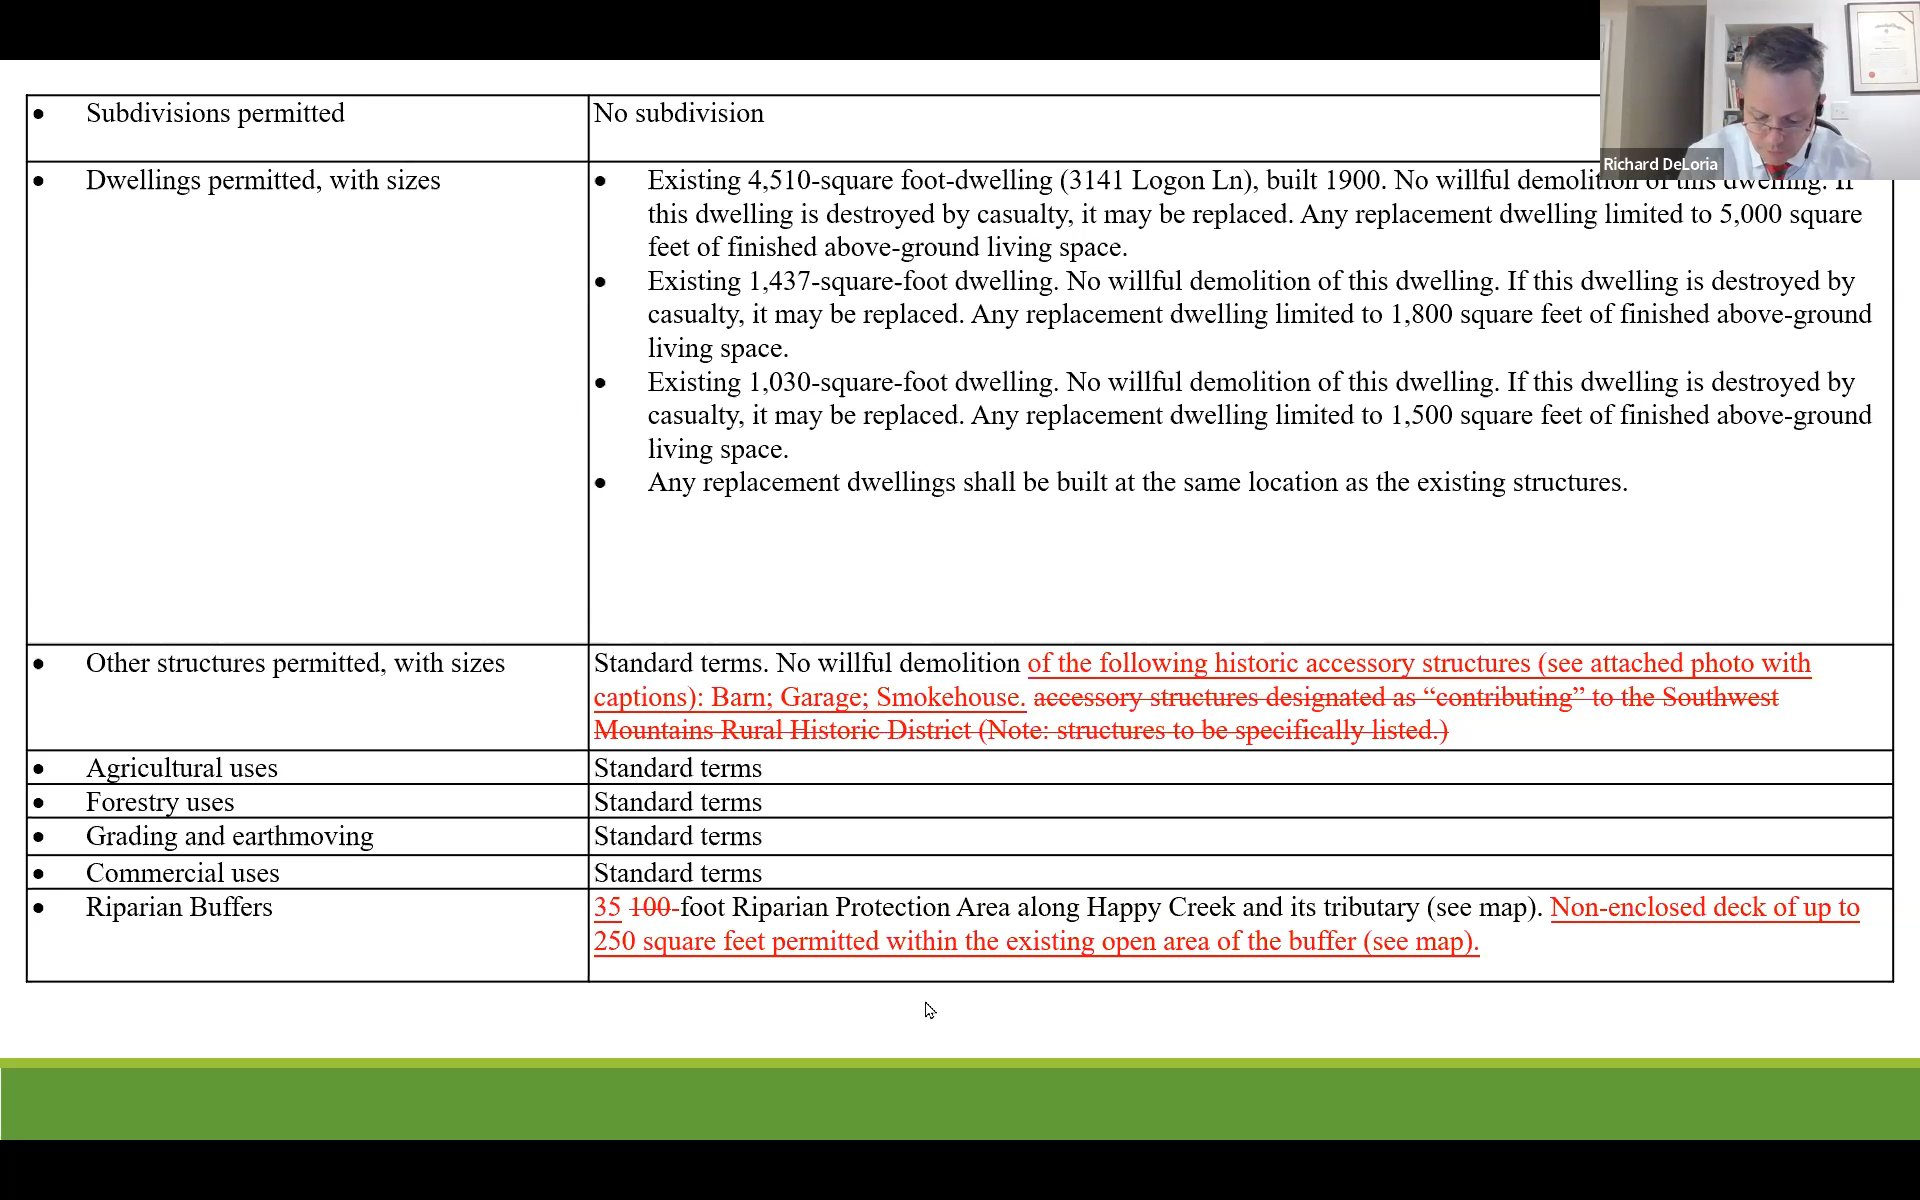 • Subdivisions permitted
No subdivision
Richard DeLoria
• Dwellings permitted, with sizes
• Existing 4,510-square foot-dwelling (3141 Logon Ln), built 1900. No willful demolition of this dwelling. If
this dwelling is destroyed by casualty, it may be replaced. Any replacement dwelling limited to 5,000 square
feet of finished above-ground living space.
• Existing 1,437-square-foot dwelling. No willful demolition of this dwelling. If this dwelling is destroyed by
casualty, it may be replaced. Any replacement dwelling limited to 1,800 square feet of finished above-ground
living space.
• Existing 1,030-square-foot dwelling. No willful demolition of this dwelling. If this dwelling is destroyed by
casualty, it may be replaced. Any replacement dwelling limited to 1,500 square feet of finished above-ground
living space.
• Any replacement dwellings shall be built at the same location as the existing structures.
• Other structures permitted, with sizes
Standard terms. No willful demolition of the following historic accessory structures (see attached photo with
captions): Barn; Garage; Smokehouse. accessory structures designated as “contributing” to the Southwest
Mountains Rural Historic District (Note: structures to be specifically listed.)
• Agricultural uses
Standard terms
• Forestry uses
Standard terms
• Grading and earthmoving
Standard terms
• Commercial uses
Standard terms
• Riparian Buffers
35 100-foot Riparian Protection Area along Happy Creek and its tributary (see map). Non-enclosed deck of up to
250 square feet permitted within the existing open area of the buffer (see map).